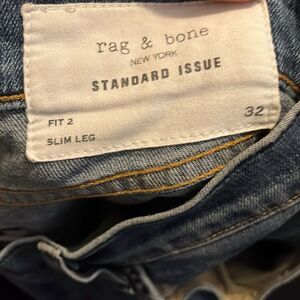 rag & bone
NEW YORK
STANDARD ISSUE
FIT 2
SLIM LEG 32